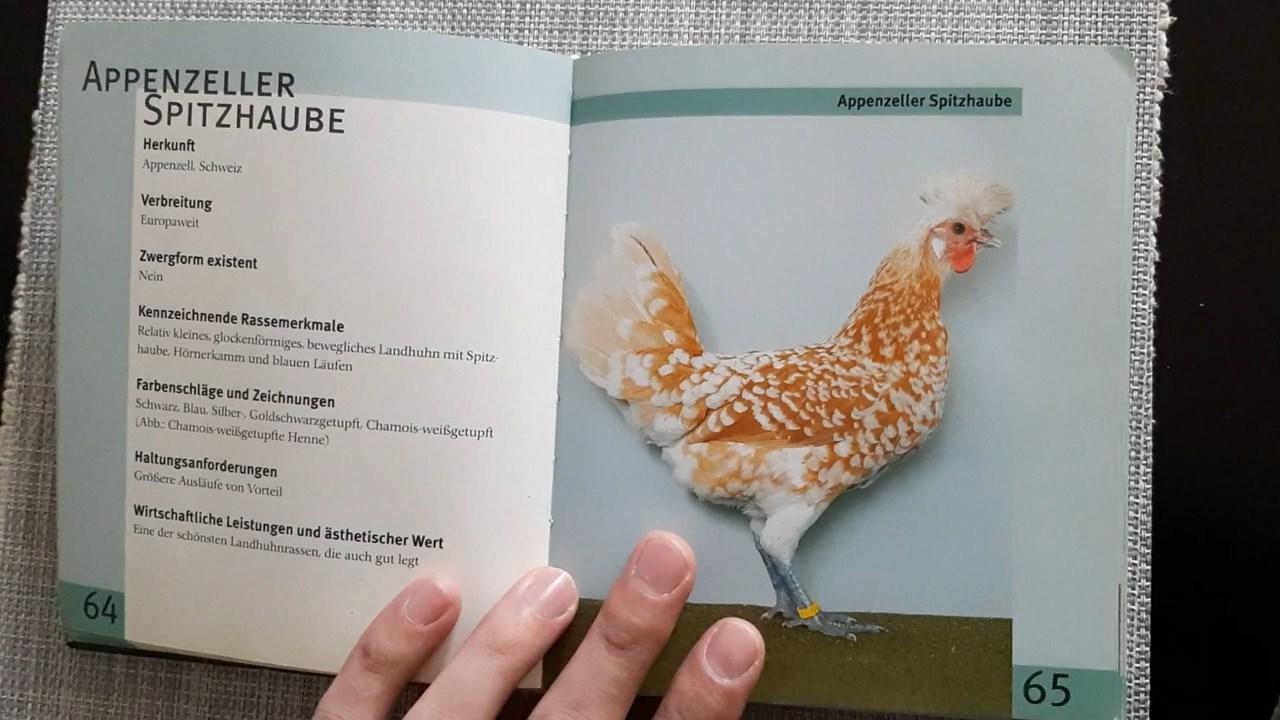 APPENZELLER
SPITZHAUBE
Herkunft
Appenzell, Schweiz
Verbreitung
Europaweit
Zwergform existent
Nein
Kennzeichnende Rassemerkmale
Relativ kleines, glockenförmiges, bewegliches Landhuhn mit Spitz-
haube, Hörnerkamm und blauen Läufen
Farbenschläge und Zeichnungen
Schwarz, Blau, Silber-, Goldschwarzgetupft, Chamois-weißgetupft
(Abb.: Chamois-weißgetupfte Henne)
Haltungsanforderungen
Größere Ausläufe von Vorteil
Wirtschaftliche Leistungen und ästhetischer Wert
Eine der schönsten Landhuhnrassen, die auch gut legt
64
Appenzeller Spitzhaube
65